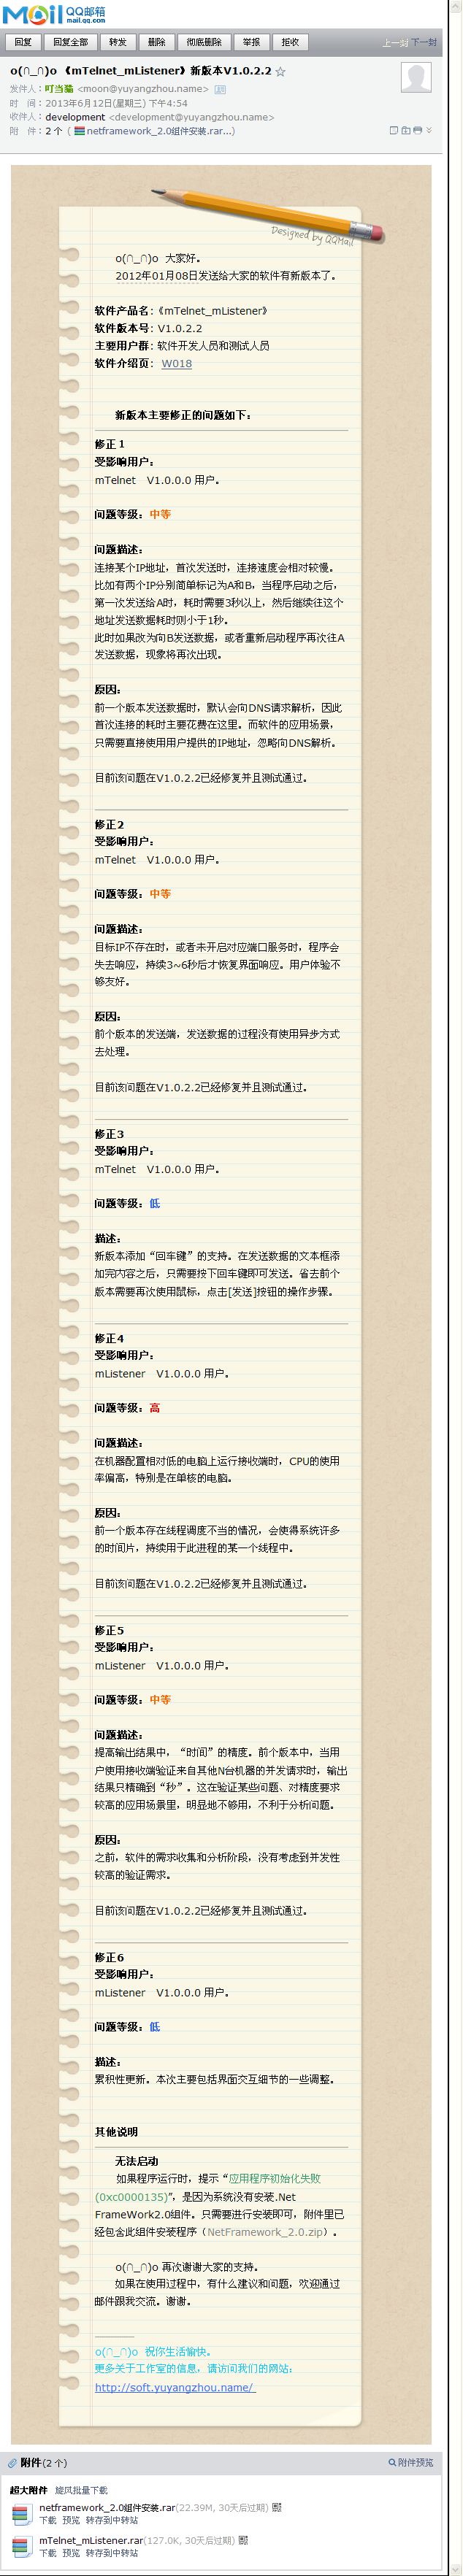 Mail QQ邮箱
mail.qq.com
回复 回复全部 转发 删除 彻底删除 举报 拒收 上一封 下一封
o(∩_∩)o 《mTelnet_mListener》新版本V1.0.2.2 ☆
发件人：叮当猫 <moon@yuyangzhou.name>
时　间：2013年6月12日(星期三) 下午4:54
收件人：development <development@yuyangzhou.name>
附　件：2 个 ( netframework_2.0组件安装.rar...)
Designed by QQMail
o(∩_∩)o 大家好。
2012年01月08日发送给大家的软件有新版本了。
软件产品名：《mTelnet_mListener》
软件版本号：V1.0.2.2
主要用户群：软件开发人员和测试人员
软件介绍页： W018
新版本主要修正的问题如下：
修正１
受影响用户：
mTelnet　V1.0.0.0 用户。
问题等级：中等
问题描述：
连接某个IP地址，首次发送时，连接速度会相对较慢。
比如有两个IP分别简单标记为A和B，当程序启动之后，
第一次发送给A时，耗时需要3秒以上，然后继续往这个
地址发送数据耗时则小于1秒。
此时如果改为向B发送数据，或者重新启动程序再次往A
发送数据，现象将再次出现。
原因：
前一个版本发送数据时，默认会向DNS请求解析，因此
首次连接的耗时主要花费在这里。而软件的应用场景，
只需要直接使用用户提供的IP地址，忽略向DNS解析。
目前该问题在V1.0.2.2已经修复并且测试通过。
修正2
受影响用户：
mTelnet　V1.0.0.0 用户。
问题等级：中等
问题描述：
目标IP不存在时，或者未开启对应端口服务时，程序会
失去响应，持续3~6秒后才恢复界面响应。用户体验不
够友好。
原因：
前个版本的发送端，发送数据的过程没有使用异步方式
去处理。
目前该问题在V1.0.2.2已经修复并且测试通过。
修正3
受影响用户：
mTelnet　V1.0.0.0 用户。
问题等级：低
描述：
新版本添加“回车键”的支持。在发送数据的文本框添
加完内容之后，只需要按下回车键即可发送。省去前个
版本需要再次使用鼠标，点击[发送]按钮的操作步骤。
修正4
受影响用户：
mListener　V1.0.0.0 用户。
问题等级：高
问题描述：
在机器配置相对低的电脑上运行接收端时，CPU的使用
率偏高，特别是在单核的电脑。
原因：
前一个版本存在线程调度不当的情况，会使得系统许多
的时间片，持续用于此进程的某一个线程中。
目前该问题在V1.0.2.2已经修复并且测试通过。
修正5
受影响用户：
mListener　V1.0.0.0 用户。
问题等级：中等
问题描述：
提高输出结果中，“时间”的精度。前个版本中，当用
户使用接收端验证来自其他N台机器的并发请求时，输出
结果只精确到“秒”。这在验证某些问题、对精度要求
较高的应用场景里，明显地不够用，不利于分析问题。
原因：
之前，软件的需求收集和分析阶段，没有考虑到并发性
较高的验证需求。
目前该问题在V1.0.2.2已经修复并且测试通过。
修正6
受影响用户：
mListener　V1.0.0.0 用户。
问题等级：低
描述：
累积性更新。本次主要包括界面交互细节的一些调整。
其他说明
无法启动
如果程序运行时，提示“应用程序初始化失败
(0xc0000135)”，是因为系统没有安装.Net
FrameWork2.0组件。只需要进行安装即可，附件里已
经包含此组件安装程序（NetFramework_2.0.zip）。
o(∩_∩)o 再次谢谢大家的支持。
如果在使用过程中，有什么建议和问题，欢迎通过
邮件跟我交流。谢谢。
o(∩_∩)o 祝你生活愉快。
更多关于工作室的信息，请访问我们的网站：
http://soft.yuyangzhou.name/
附件(2 个) 附件预览
超大附件 旋风批量下载
netframework_2.0组件安装.rar(22.39M, 30天后过期)
下载 预览 转存到中转站
mTelnet_mListener.rar(127.0K, 30天后过期)
下载 预览 转存到中转站